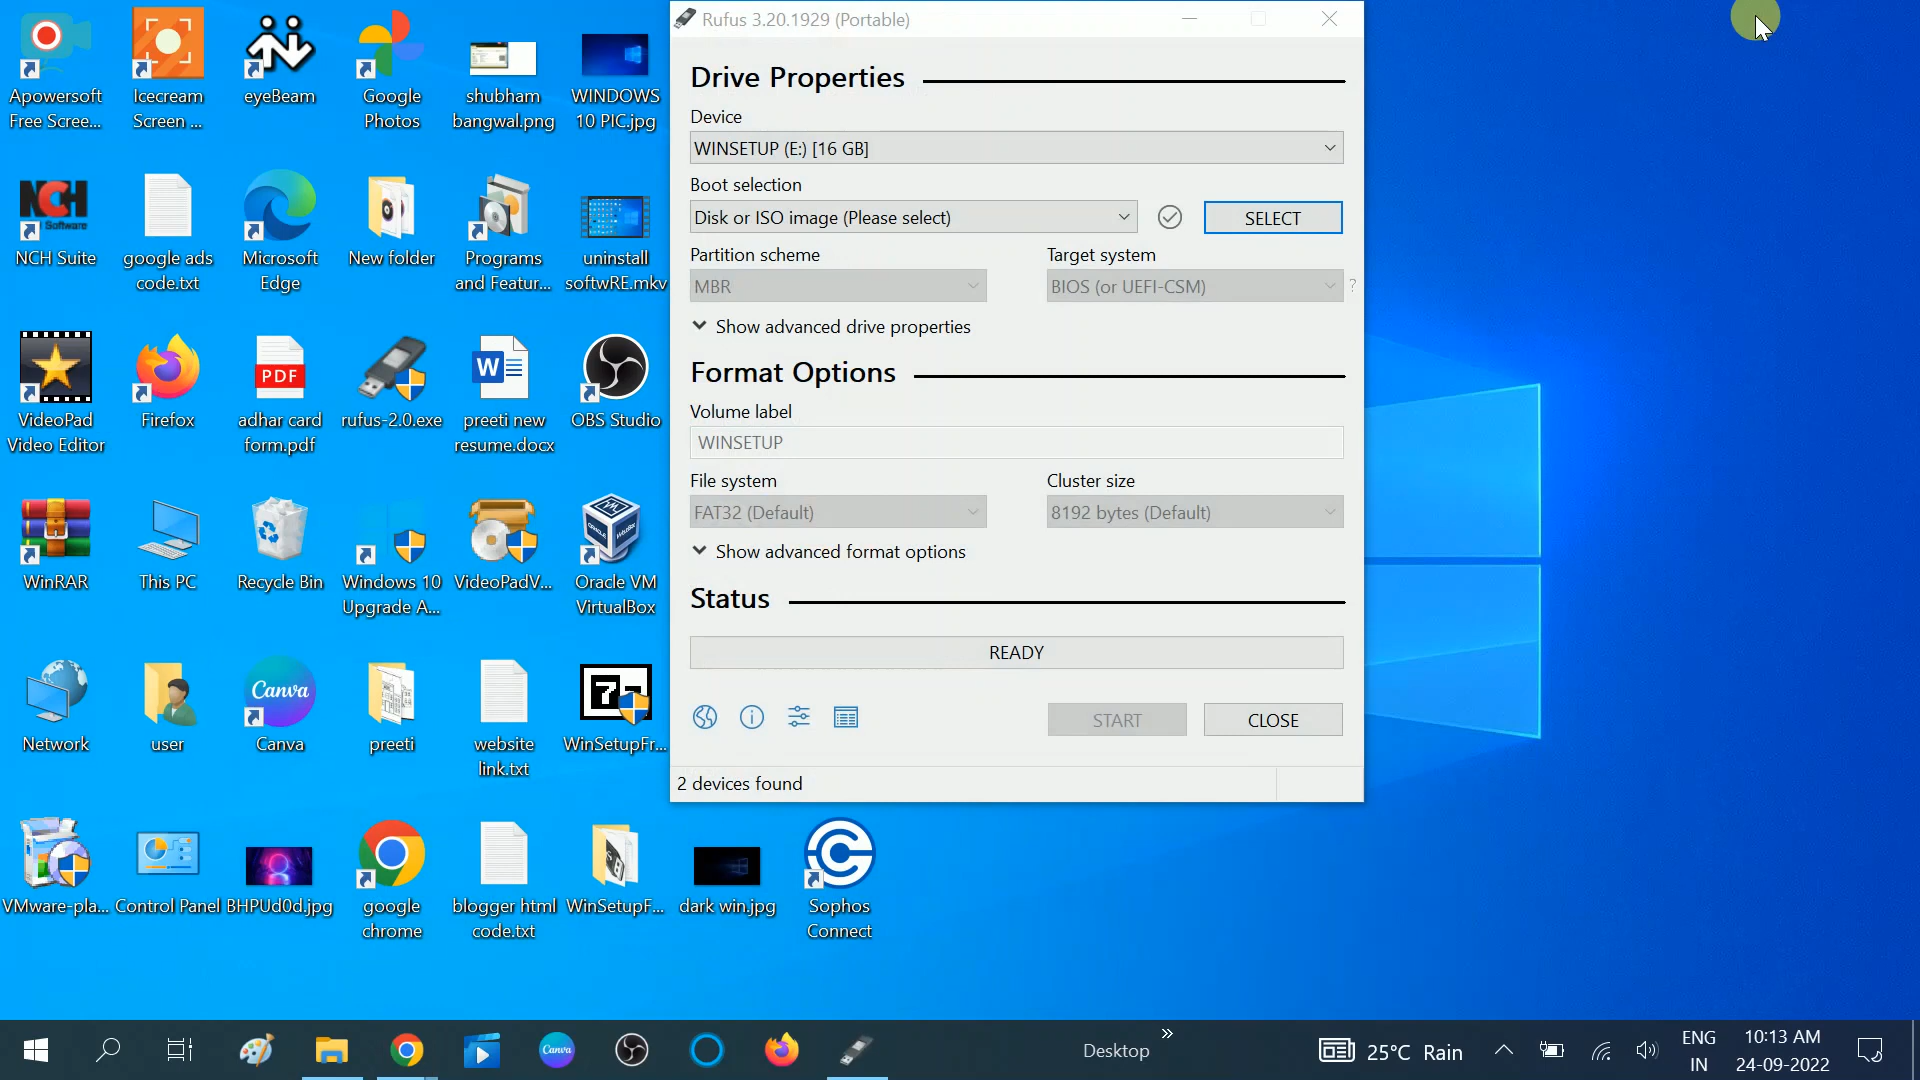 Apowersoft
Free Scree...
Icecream
Screen ...
eyeBeam
Google
Photos
shubham
bangwal.png
WINDOWS
10 PIC.jpg
NCH Software
NCH Suite
google ads
code.txt
Microsoft
Edge
New folder
Programs
and Featur...
uninstall
softwRE.mkv
VideoPad
Video Editor
Firefox
PDF
adhar card
form.pdf
rufus-2.0.exe
W
preeti new
resume.docx
OBS Studio
WinRAR
This PC
Recycle Bin
Windows 10
Upgrade A...
VideoPadV...
Oracle VM
VirtualBox
Network
user
Canva
Canva
preeti
website
link.txt
WinSetupFr...
VMware-pla...
Control Panel
BHPUd0d.jpg
google
chrome
blogger html
code.txt
WinSetupF...
dark win.jpg
Sophos
Connect
Rufus 3.20.1929 (Portable)
Drive Properties
Device
WINSETUP (E:) [16 GB]
Boot selection
Disk or ISO image (Please select)
SELECT
Partition scheme
Target system
MBR
BIOS (or UEFI-CSM)
?
Show advanced drive properties
Format Options
Volume label
WINSETUP
File system
Cluster size
FAT32 (Default)
8192 bytes (Default)
Show advanced format options
Status
READY
START
CLOSE
2 devices found
Canva
Desktop
25°C Rain
ENG
IN
10:13 AM
24-09-2022